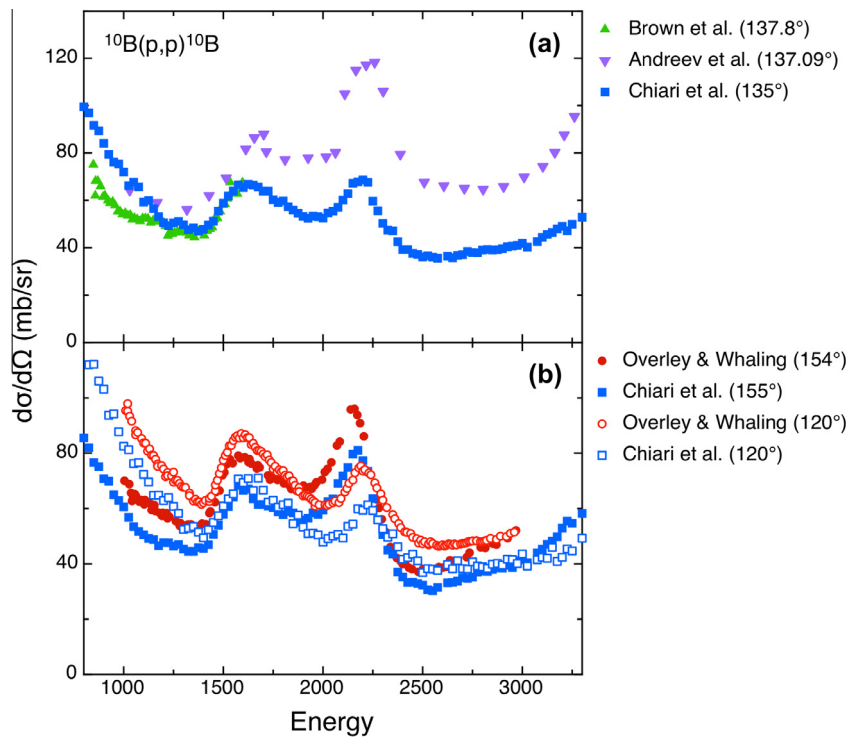 ¹⁰B(p,p)¹⁰B
(a)
Brown et al. (137.8°)
Andreev et al. (137.09°)
Chiari et al. (135°)
120
80
40
0
dσ/dΩ (mb/sr)
(b)
Overley & Whaling (154°)
Chiari et al. (155°)
Overley & Whaling (120°)
Chiari et al. (120°)
80
40
0
1000 1500 2000 2500 3000
Energy